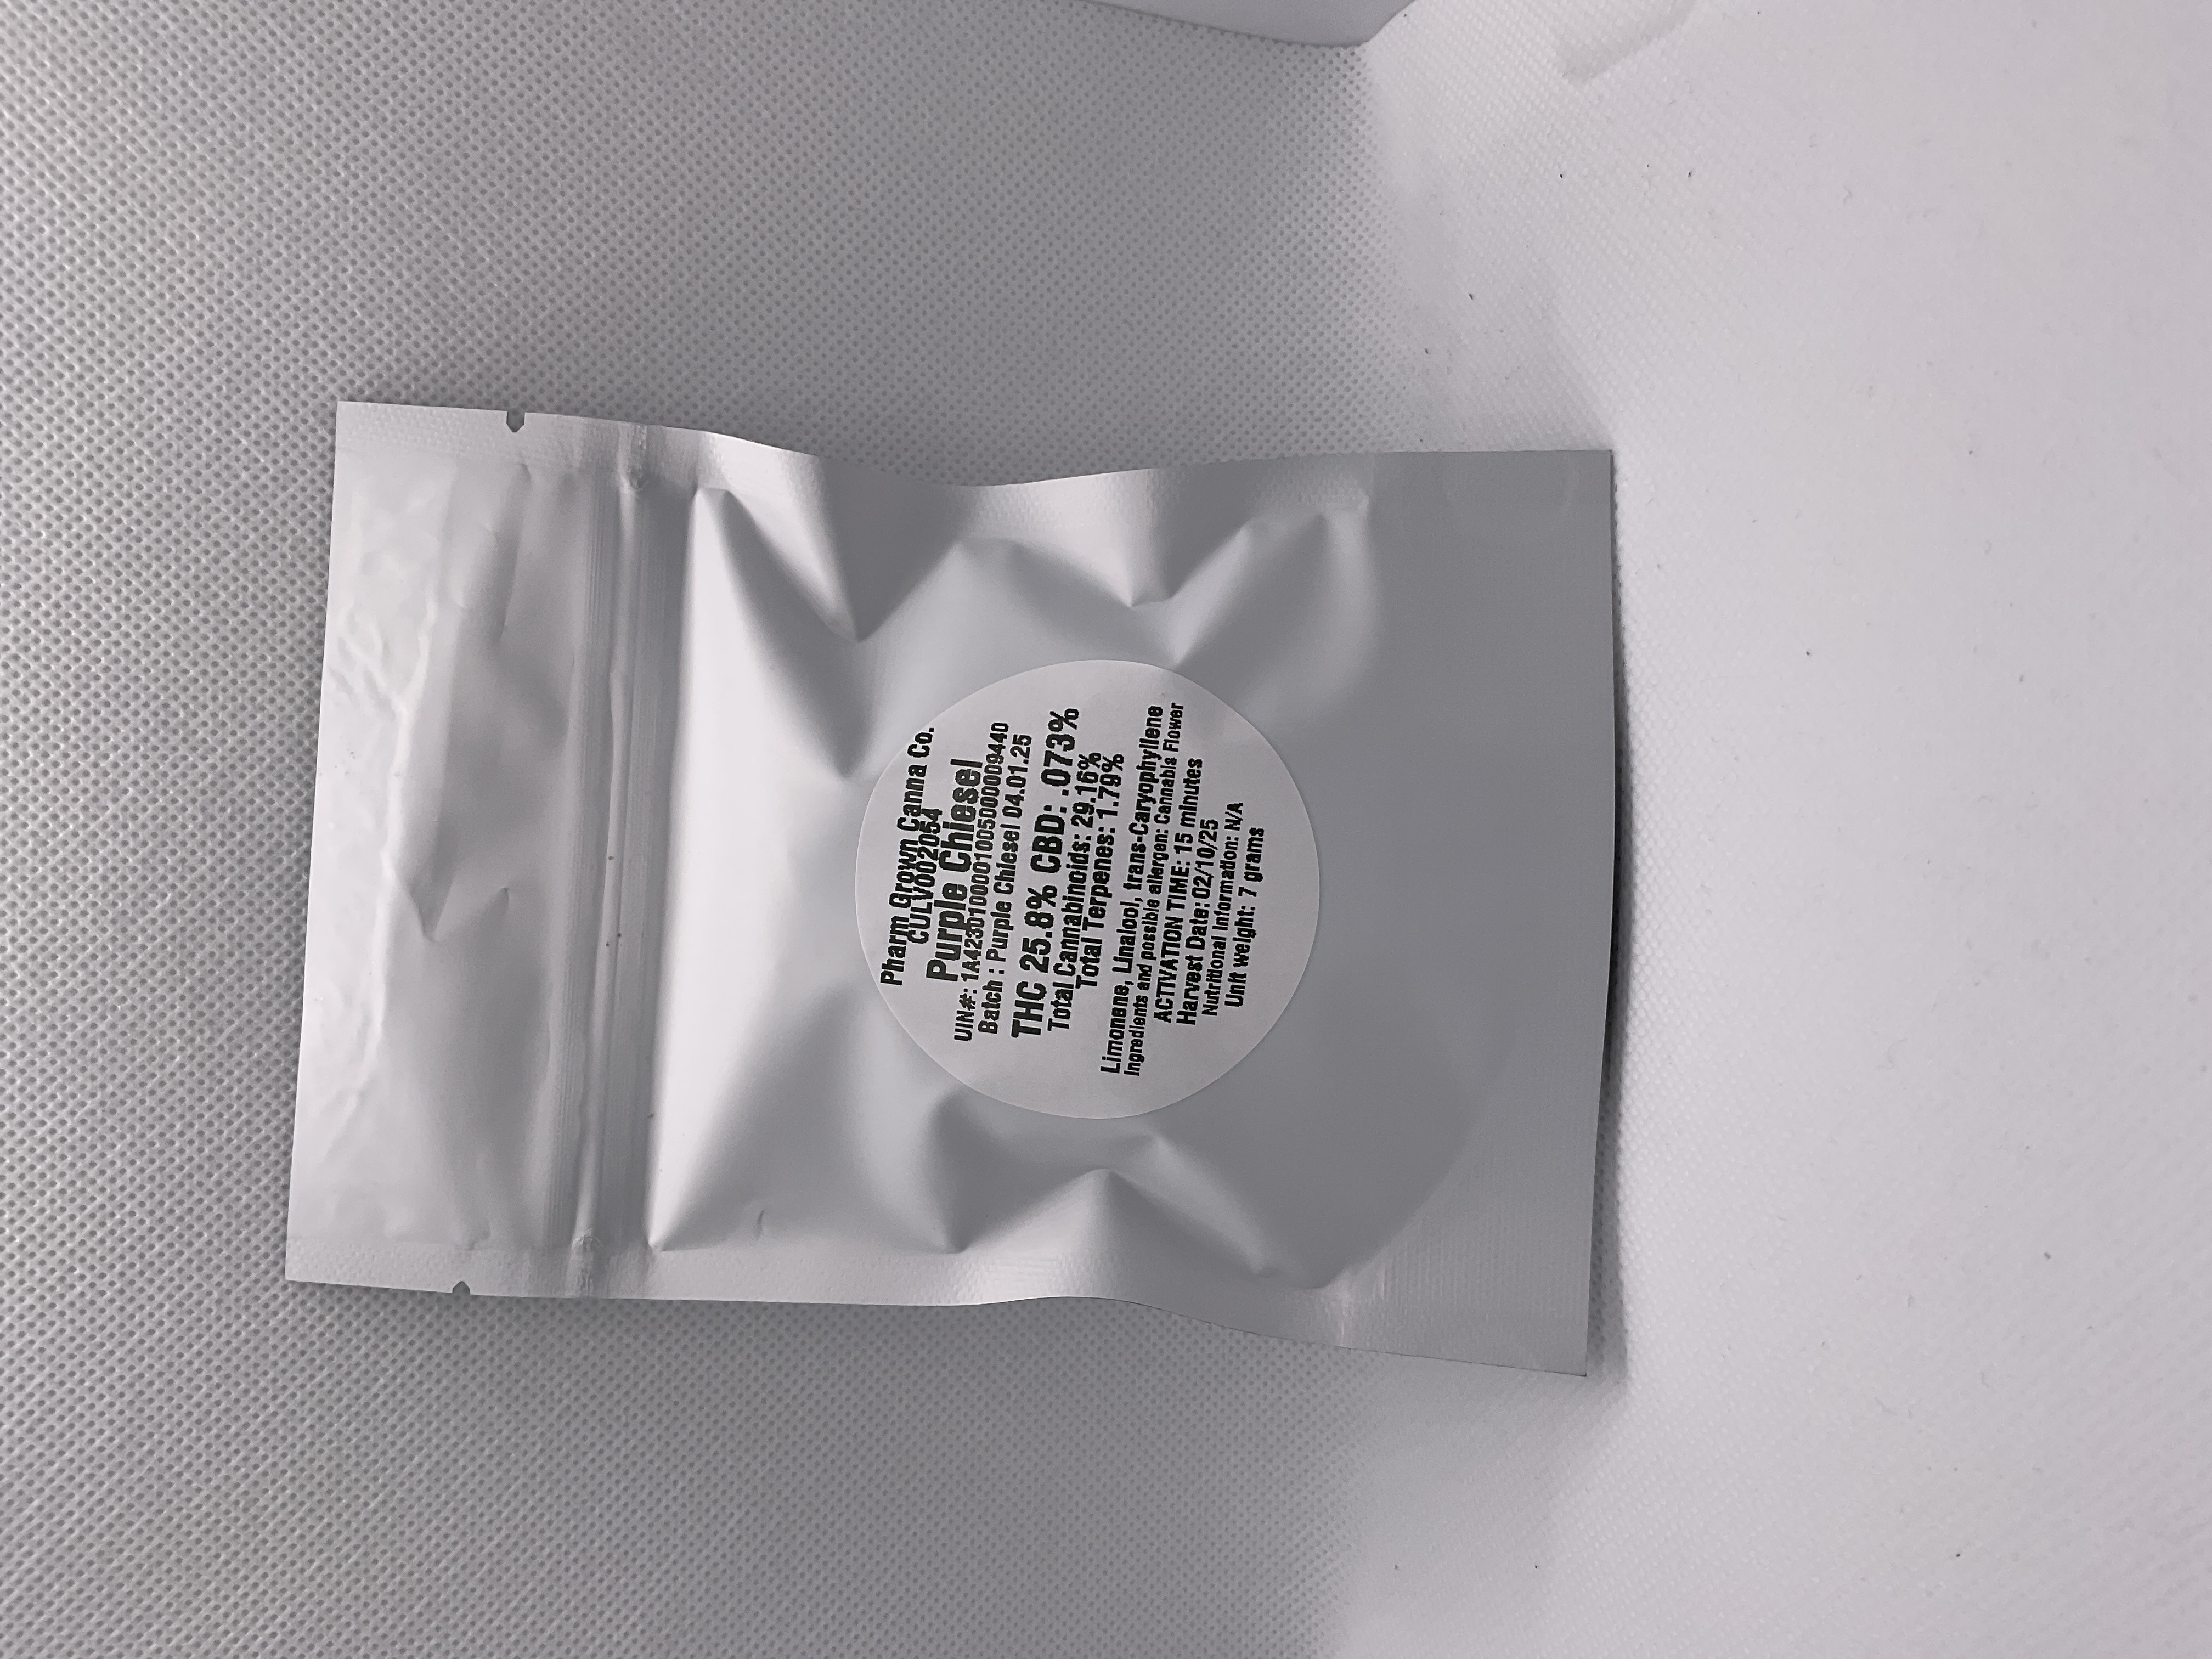 Pharm Grown Canna Co.
CULV002054
Purple Chiesel
UIN#: 1A4230100001005000009440
Batch : Purple Chiesel 04.01.25
THC 25.8% CBD: .073%
Total Cannabinoids: 29.16%
Total Terpenes: 1.79%
Limonene, Linalool, trans-Caryophyllene
Ingredients and possible allergen: Cannabis Flower
ACTIVATION TIME: 15 minutes
Harvest Date: 02/10/25
Nutritional Information: N/A
Unit weight: 7 grams